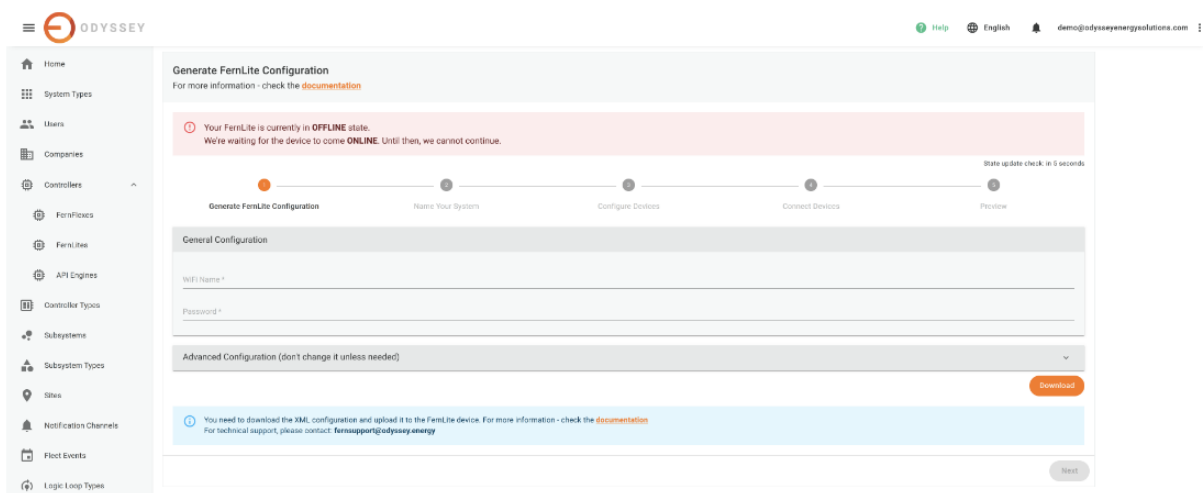 ODYSSEY
Help
English
demo@odysseyenergysolutions.com
Home
System Types
Users
Companies
Controllers
FernFlexes
FernLites
API Engines
Controller Types
Subsystems
Subsystem Types
Sites
Notification Channels
Fleet Events
Logic Loop Types
Generate FernLite Configuration
For more information - check the documentation
Your FernLite is currently in OFFLINE state.
We're waiting for the device to come ONLINE. Until then, we cannot continue.
State update check: in 5 seconds
1
2
3
4
5
Generate FernLite Configuration
Name Your System
Configure Devices
Connect Devices
Preview
General Configuration
WiFi Name *
Password *
Advanced Configuration (don't change it unless needed)
Download
You need to download the XML configuration and upload it to the FernLite device. For more information - check the documentation
For technical support, please contact: fernsupport@odyssey.energy
Next